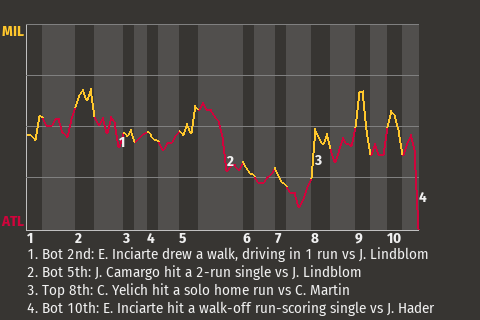 MIL
1
2
3
4
ATL
1 2 3 4 5 6 7 8 9 10
1. Bot 2nd: E. Inciarte drew a walk, driving in 1 run vs J. Lindblom
2. Bot 5th: J. Camargo hit a 2-run single vs J. Lindblom
3. Top 8th: C. Yelich hit a solo home run vs C. Martin
4. Bot 10th: E. Inciarte hit a walk-off run-scoring single vs J. Hader